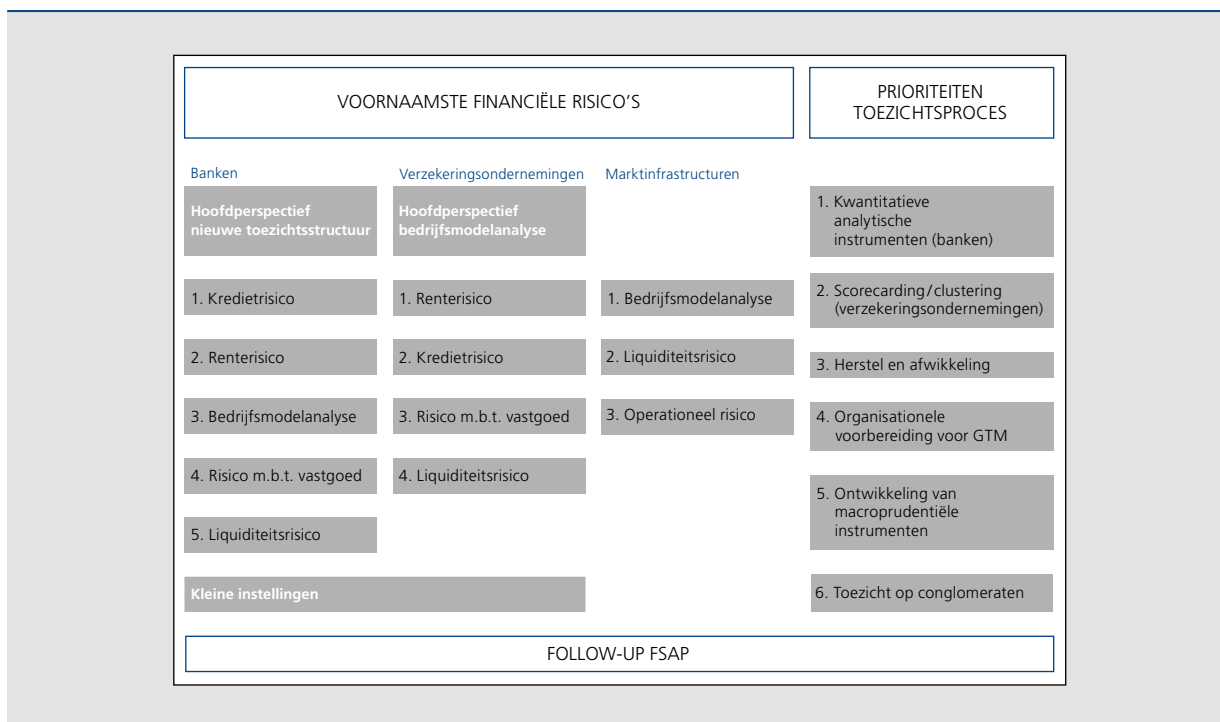 VOORNAAMSTE FINANCIËLE RISICO'S
PRIORITEITEN
TOEZICHTSPROCES
Banken
Hoofdperspectief
nieuwe toezichtsstructuur
1. Kredietrisico
2. Renterisico
3. Bedrijfsmodelanalyse
4. Risico m.b.t. vastgoed
5. Liquiditeitsrisico
Verzekeringsondernemingen
Hoofdperspectief
bedrijfsmodelanalyse
1. Renterisico
2. Kredietrisico
3. Risico m.b.t. vastgoed
4. Liquiditeitsrisico
Kleine instellingen
Marktinfrastructuren
1. Bedrijfsmodelanalyse
2. Liquiditeitsrisico
3. Operationeel risico
1. Kwantitatieve
analytische
instrumenten (banken)
2. Scorecarding/clustering
(verzekeringsondernemingen)
3. Herstel en afwikkeling
4. Organisationele
voorbereiding voor GTM
5. Ontwikkeling van
macroprudentiële
instrumenten
6. Toezicht op conglomeraten
FOLLOW-UP FSAP